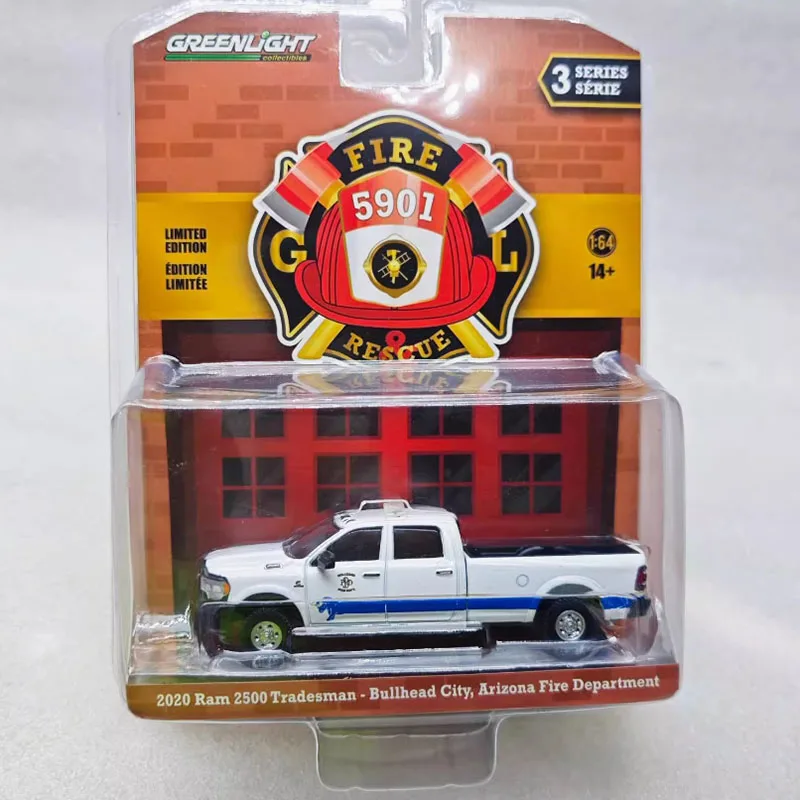 GREENLIGHT
collectibles
3 SERIES
SÉRIE
FIRE
5901
LIMITED
EDITION
ÉDITION
LIMITÉE
G L
1:64
14+
&
RESCUE
2020 Ram 2500 Tradesman - Bullhead City, Arizona Fire Department